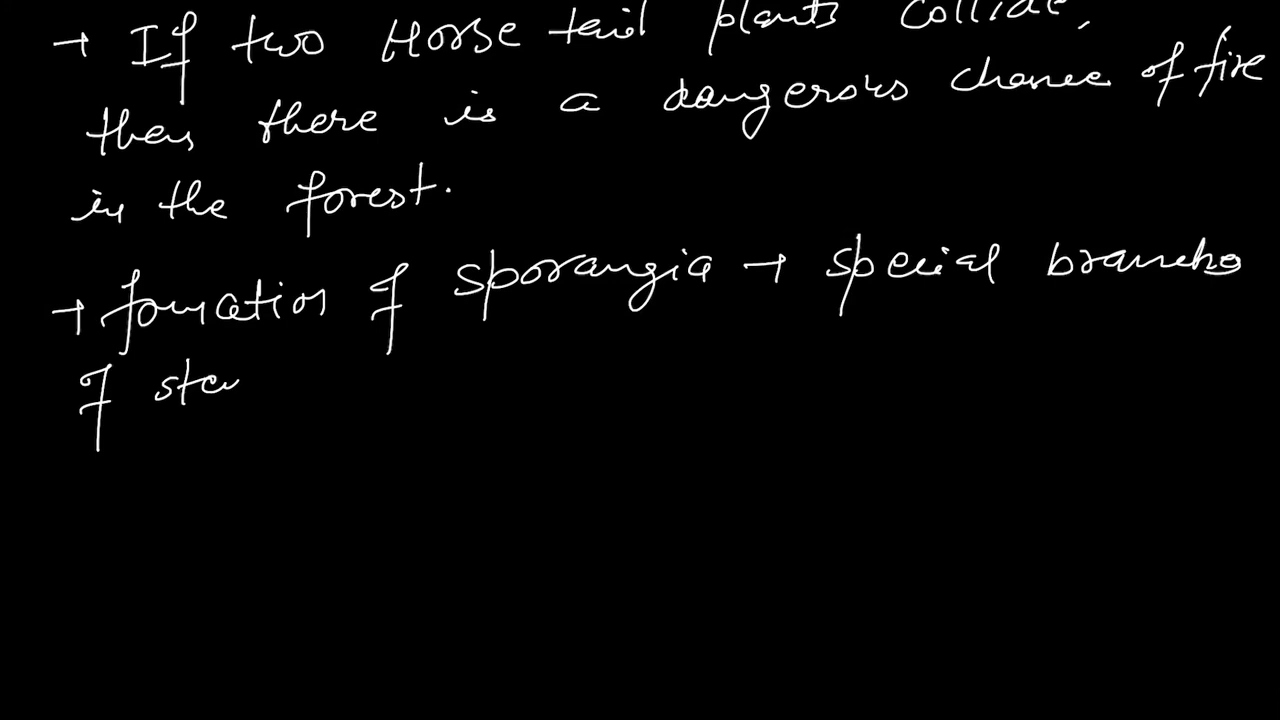 → If two Horse tail plants collide,
then there is a dangerous chance of fire
in the forest.
→ formation of sporangia → special branches
of ste